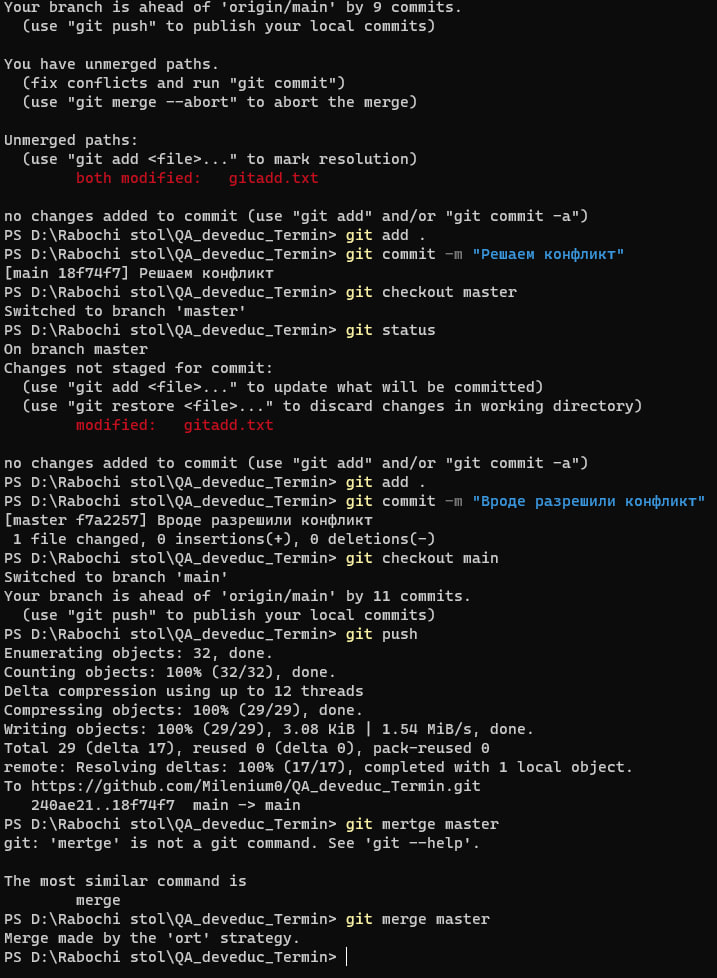 Your branch is ahead of 'origin/main' by 9 commits.
  (use "git push" to publish your local commits)

You have unmerged paths.
  (fix conflicts and run "git commit")
  (use "git merge --abort" to abort the merge)

Unmerged paths:
  (use "git add <file>..." to mark resolution)
        both modified:   gitadd.txt

no changes added to commit (use "git add" and/or "git commit -a")
PS D:\Rabochi stol\QA_deveduc_Termin> git add .
PS D:\Rabochi stol\QA_deveduc_Termin> git commit -m "Решаем конфликт"
[main 18f74f7] Решаем конфликт
PS D:\Rabochi stol\QA_deveduc_Termin> git checkout master
Switched to branch 'master'
PS D:\Rabochi stol\QA_deveduc_Termin> git status
On branch master
Changes not staged for commit:
  (use "git add <file>..." to update what will be committed)
  (use "git restore <file>..." to discard changes in working directory)
        modified:   gitadd.txt

no changes added to commit (use "git add" and/or "git commit -a")
PS D:\Rabochi stol\QA_deveduc_Termin> git add .
PS D:\Rabochi stol\QA_deveduc_Termin> git commit -m "Вроде разрешили конфликт"
[master f7a2257] Вроде разрешили конфликт
 1 file changed, 0 insertions(+), 0 deletions(-)
PS D:\Rabochi stol\QA_deveduc_Termin> git checkout main
Switched to branch 'main'
Your branch is ahead of 'origin/main' by 11 commits.
  (use "git push" to publish your local commits)
PS D:\Rabochi stol\QA_deveduc_Termin> git push
Enumerating objects: 32, done.
Counting objects: 100% (32/32), done.
Delta compression using up to 12 threads
Compressing objects: 100% (29/29), done.
Writing objects: 100% (29/29), 3.08 KiB | 1.54 MiB/s, done.
Total 29 (delta 17), reused 0 (delta 0), pack-reused 0
remote: Resolving deltas: 100% (17/17), completed with 1 local object.
To https://github.com/Milenium0/QA_deveduc_Termin.git
   240ae21..18f74f7  main -> main
PS D:\Rabochi stol\QA_deveduc_Termin> git mertge master
git: 'mertge' is not a git command. See 'git --help'.

The most similar command is
        merge
PS D:\Rabochi stol\QA_deveduc_Termin> git merge master
Merge made by the 'ort' strategy.
PS D:\Rabochi stol\QA_deveduc_Termin>